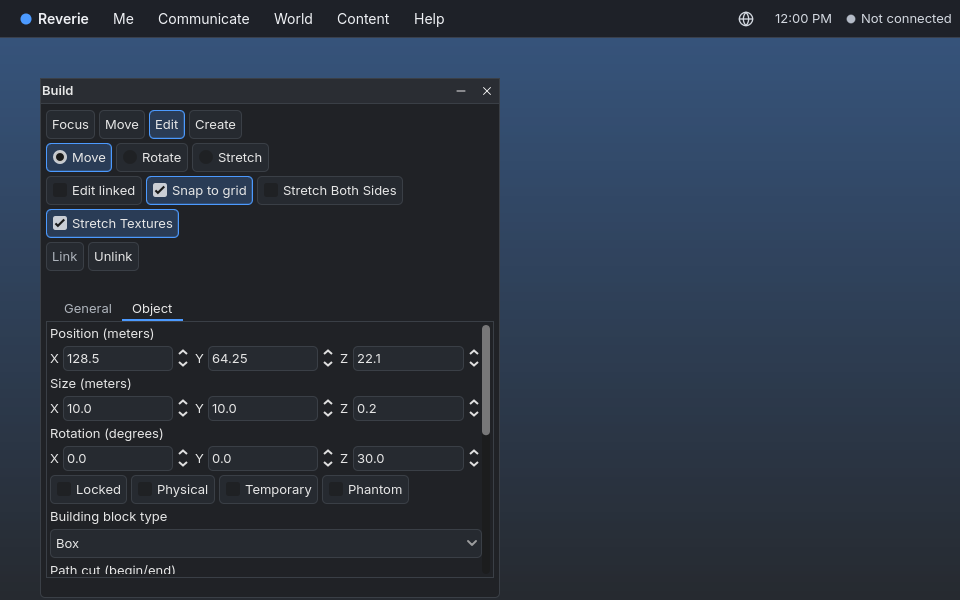 Reverie Me Communicate World Content Help 12:00 PM Not connected
Build
Focus Move Edit Create
Move Rotate Stretch
Edit linked Snap to grid Stretch Both Sides
Stretch Textures
Link Unlink
General Object
Position (meters)
X 128.5 Y 64.25 Z 22.1
Size (meters)
X 10.0 Y 10.0 Z 0.2
Rotation (degrees)
X 0.0 Y 0.0 Z 30.0
Locked Physical Temporary Phantom
Building block type
Box
Path cut (begin/end)